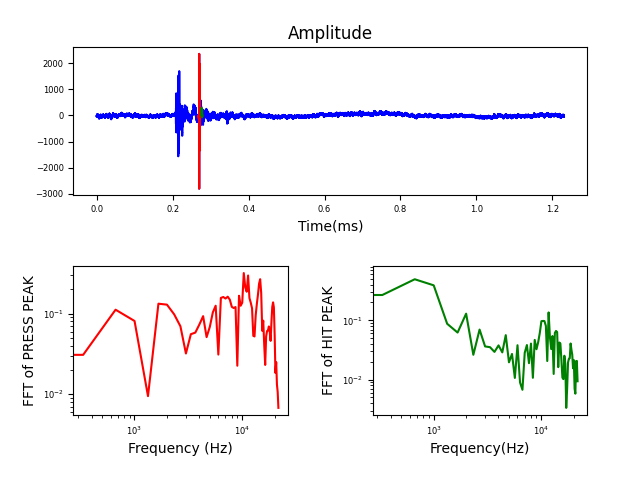 Amplitude
2000
1000
0
−1000
−2000
−3000
0.0 0.2 0.4 0.6 0.8 1.0 1.2
Time(ms)
FFT of PRESS PEAK
10⁻¹
10⁻²
10³ 10⁴
Frequency (Hz)
FFT of HIT PEAK
10⁻¹
10⁻²
10³ 10⁴
Frequency(Hz)